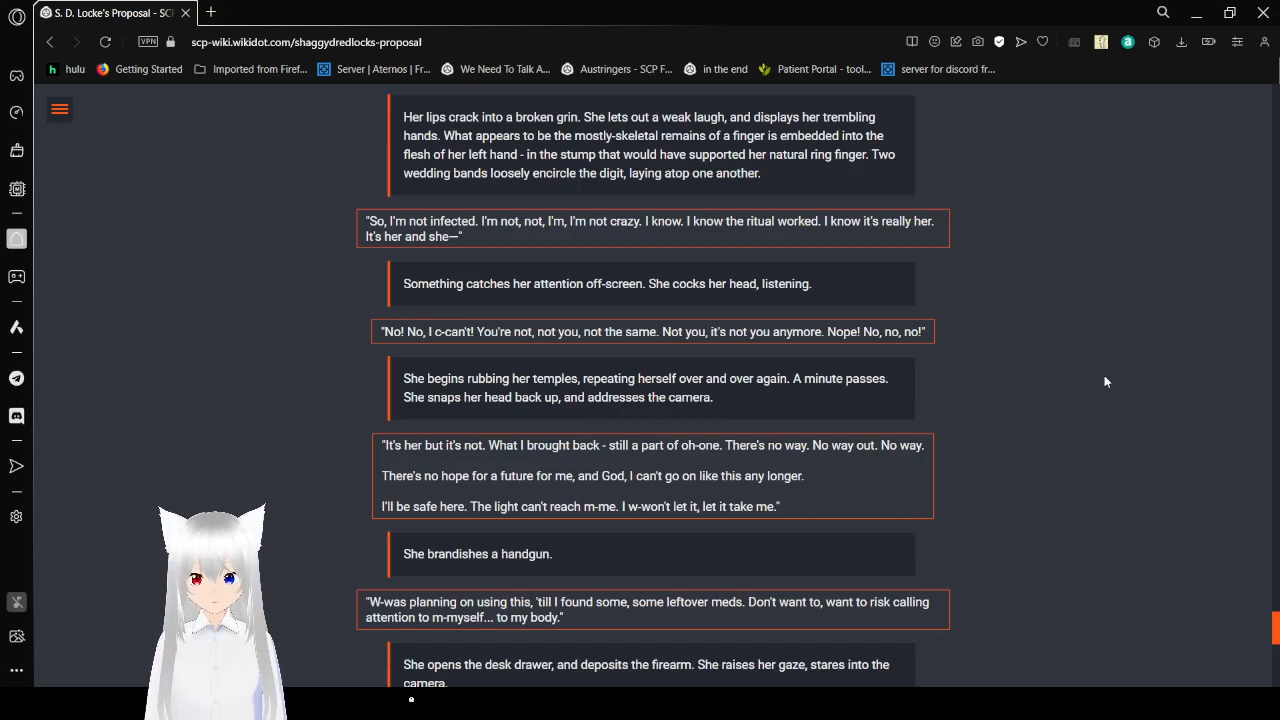 S. D. Locke's Proposal - SC
VPN
scp-wiki.wikidot.com/shaggydredlocks-proposal
hulu
Getting Started
Imported from Firef...
Server | Aternos | Fr...
We Need To Talk A...
Austringers - SCP F...
in the end
Patient Portal - tool...
server for discord fr...
Her lips crack into a broken grin. She lets out a weak laugh, and displays her trembling
hands. What appears to be the mostly-skeletal remains of a finger is embedded into the
flesh of her left hand - in the stump that would have supported her natural ring finger. Two
wedding bands loosely encircle the digit, laying atop one another.
"So, I'm not infected. I'm not, not, I'm, I'm not crazy. I know. I know the ritual worked. I know it's really her.
It's her and she—"
Something catches her attention off-screen. She cocks her head, listening.
"No! No, I c-can't! You're not, not you, not the same. Not you, it's not you anymore. Nope! No, no, no!"
She begins rubbing her temples, repeating herself over and over again. A minute passes.
She snaps her head back up, and addresses the camera.
"It's her but it's not. What I brought back - still a part of oh-one. There's no way. No way out. No way.
There's no hope for a future for me, and God, I can't go on like this any longer.
I'll be safe here. The light can't reach m-me. I w-won't let it, let it take me."
She brandishes a handgun.
"W-was planning on using this, 'till I found some, some leftover meds. Don't want to, want to risk calling
attention to m-myself... to my body."
She opens the desk drawer, and deposits the firearm. She raises her gaze, stares into the
camera.